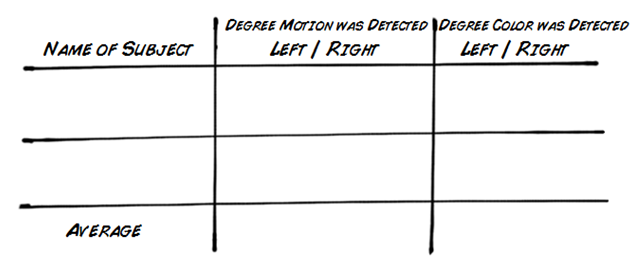 Degree Motion was Detected
Degree Color was Detected
Name of Subject
Left / Right
Left / Right
Average